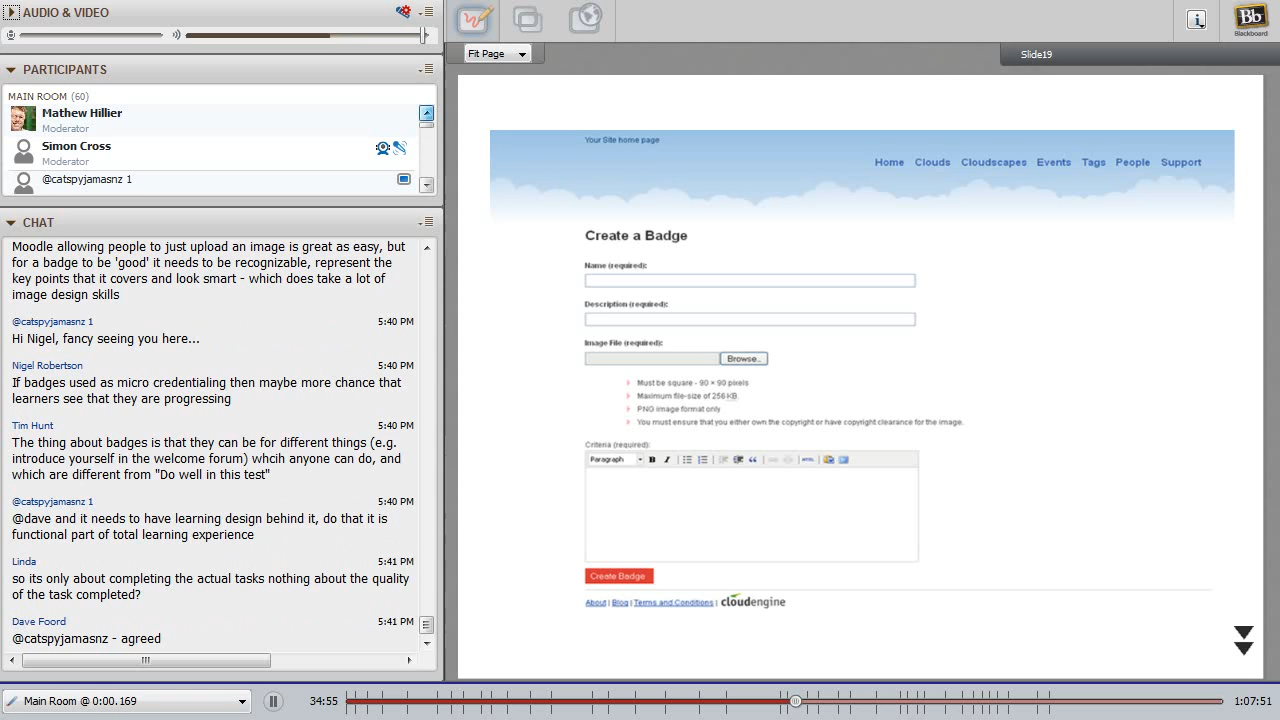 AUDIO & VIDEO
PARTICIPANTS
MAIN ROOM (60)
Mathew Hillier
Moderator
Simon Cross
Moderator
@catspyjamasnz 1
CHAT
Moodle allowing people to just upload an image is great as easy, but
for a badge to be 'good' it needs to be recognizable, represent the
key points that it covers and look smart - which does take a lot of
image design skills
@catspyjamasnz 1 5:40 PM
Hi Nigel, fancy seeing you here...
Nigel Robertson 5:40 PM
If badges used as micro credentialing then maybe more chance that
students see that they are progressing
Tim Hunt 5:40 PM
The thing with badges is that they can be for different things (e.g.
introduce yourself in the welcome forum) whcih anyone can do, and
which are different from "Do well in this test"
@catspyjamasnz 1 5:40 PM
@dave and it needs to have learning design behind it, do that it is
functional part of total learning experience
Linda 5:41 PM
so its only about completing the actual tasks nothing about the quality
of the task completed?
Dave Foord 5:41 PM
@catspyjamasnz - agreed
Main Room @ 0:00.169
Fit Page
Slide19
Bb
Blackboard
Your Site home page
Home Clouds Cloudscapes Events Tags People Support
Create a Badge
Name (required):
Description (required):
Image File (required):
Browse..
Must be square - 90 × 90 pixels
Maximum file-size of 256 KB.
PNG image format only
You must ensure that you either own the copyright or have copyright clearance for the image.
Criteria (required):
Paragraph B I HTML
Create Badge
About | Blog | Terms and Conditions | cloudengine
34:55
1:07:51